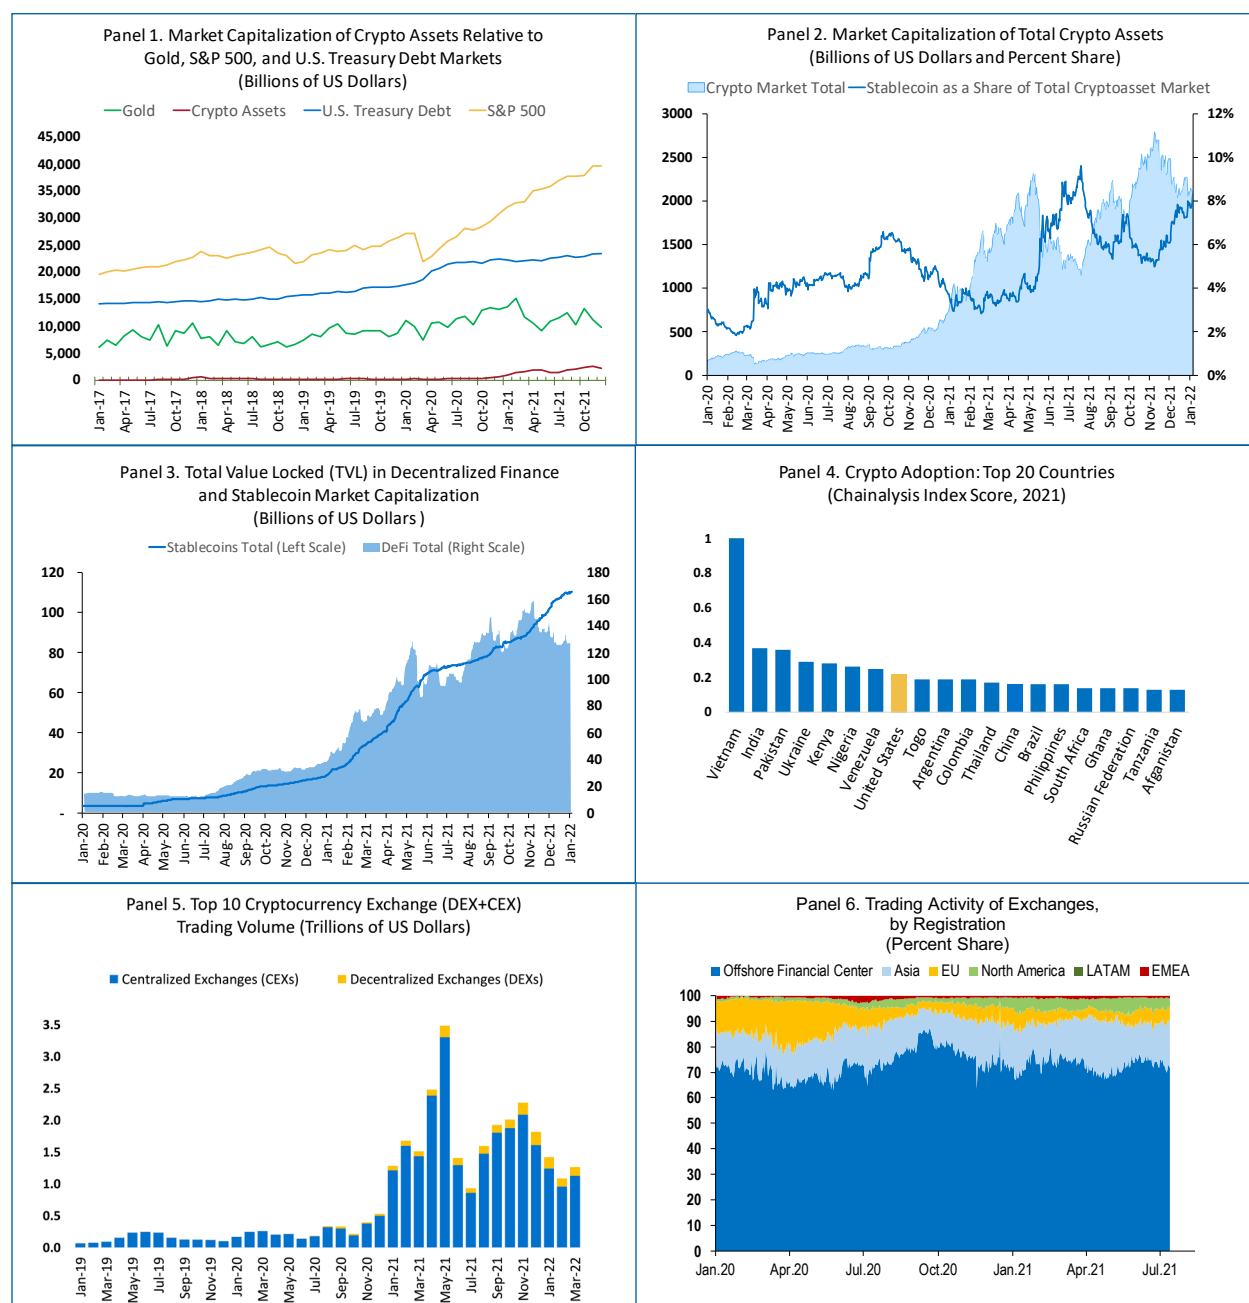 Panel 1. Market Capitalization of Crypto Assets Relative to
Gold, S&P 500, and U.S. Treasury Debt Markets
(Billions of US Dollars)
Gold Crypto Assets U.S. Treasury Debt S&P 500
45,000
40,000
35,000
30,000
25,000
20,000
15,000
10,000
5,000
0
Jan-17 Apr-17 Jul-17 Oct-17 Jan-18 Apr-18 Jul-18 Oct-18 Jan-19 Apr-19 Jul-19 Oct-19 Jan-20 Apr-20 Jul-20 Oct-20 Jan-21 Apr-21 Jul-21 Oct-21
Panel 2. Market Capitalization of Total Crypto Assets
(Billions of US Dollars and Percent Share)
Crypto Market Total Stablecoin as a Share of Total Cryptoasset Market
3000 12%
2500 10%
2000 8%
1500 6%
1000 4%
500 2%
0 0%
Jan-20 Feb-20 Mar-20 Apr-20 May-20 Jun-20 Jul-20 Aug-20 Sep-20 Oct-20 Nov-20 Dec-20 Jan-21 Feb-21 Mar-21 Apr-21 May-21 Jun-21 Jul-21 Aug-21 Sep-21 Oct-21 Nov-21 Dec-21 Jan-22
Panel 3. Total Value Locked (TVL) in Decentralized Finance
and Stablecoin Market Capitalization
(Billions of US Dollars )
Stablecoins Total (Left Scale) DeFi Total (Right Scale)
120 180
100 160
80 140
60 120
40 100
20 80
- 60
40
20
0
Jan-20 Feb-20 Mar-20 Apr-20 May-20 Jun-20 Jul-20 Aug-20 Sep-20 Oct-20 Nov-20 Dec-20 Jan-21 Feb-21 Mar-21 Apr-21 May-21 Jun-21 Jul-21 Aug-21 Sep-21 Oct-21 Nov-21 Dec-21 Jan-22
Panel 4. Crypto Adoption: Top 20 Countries
(Chainalysis Index Score, 2021)
1
0.8
0.6
0.4
0.2
0
Vietnam India Pakistan Ukraine Kenya Nigeria Venezuela United States Togo Argentina Colombia Thailand China Brazil Philippines South Africa Ghana Russian Federation Tanzania Afganistan
Panel 5. Top 10 Cryptocurrency Exchange (DEX+CEX)
Trading Volume (Trillions of US Dollars)
Centralized Exchanges (CEXs) Decentralized Exchanges (DEXs)
3.5
3.0
2.5
2.0
1.5
1.0
0.5
0.0
Jan-19 Mar-19 May-19 Jul-19 Sep-19 Nov-19 Jan-20 Mar-20 May-20 Jul-20 Sep-20 Nov-20 Jan-21 Mar-21 May-21 Jul-21 Sep-21 Nov-21 Jan-22 Mar-22
Panel 6. Trading Activity of Exchanges,
by Registration
(Percent Share)
Offshore Financial Center Asia EU North America LATAM EMEA
100
90
80
70
60
50
40
30
20
10
0
Jan.20 Apr.20 Jul.20 Oct.20 Jan.21 Apr.21 Jul.21